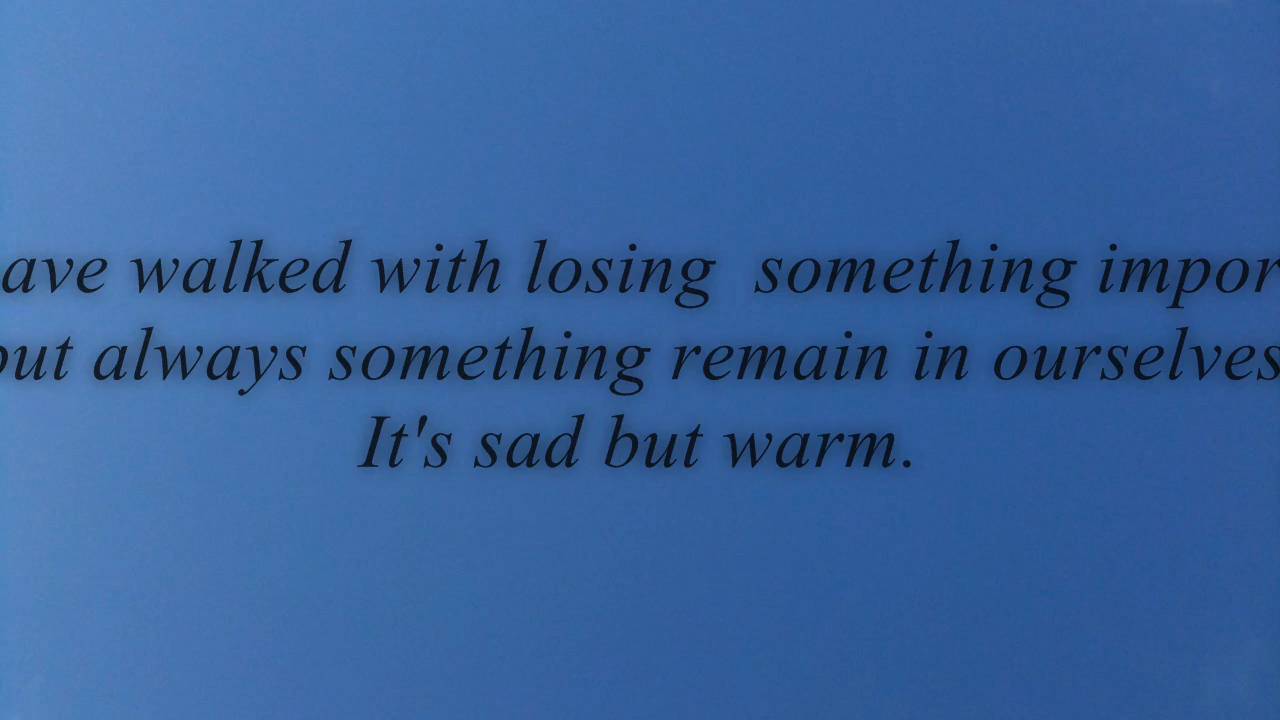 ave walked with losing something impor
out always something remain in ourselves
It's sad but warm.